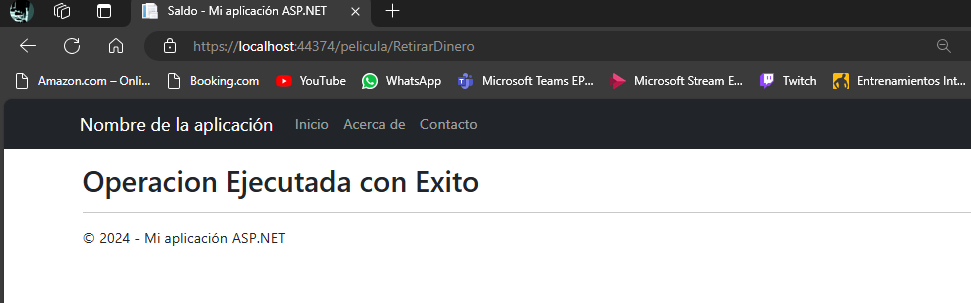 Saldo - Mi aplicación ASP.NET
https://localhost:44374/pelicula/RetirarDinero
Amazon.com – Onli... Booking.com YouTube WhatsApp Microsoft Teams EP... Microsoft Stream E... Twitch Entrenamientos Int...
Nombre de la aplicación Inicio Acerca de Contacto
Operacion Ejecutada con Exito
© 2024 - Mi aplicación ASP.NET